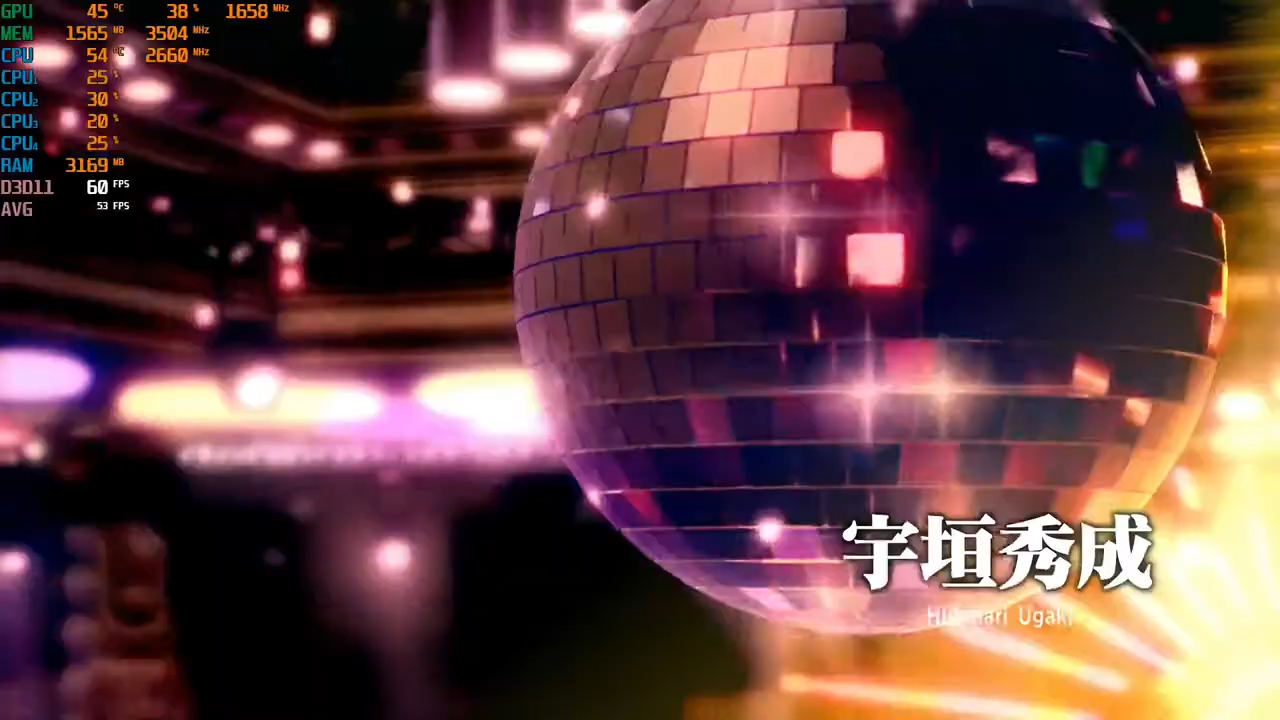 GPU 45 °C 38 % 1658 MHz
MEM 1565 MB 3504 MHz
CPU 54 °C 2660 MHz
CPU1 25 %
CPU2 30 %
CPU3 20 %
CPU4 25 %
RAM 3169 MB
D3D11 60 FPS
AVG 53 FPS
宇垣秀成
Ugaki